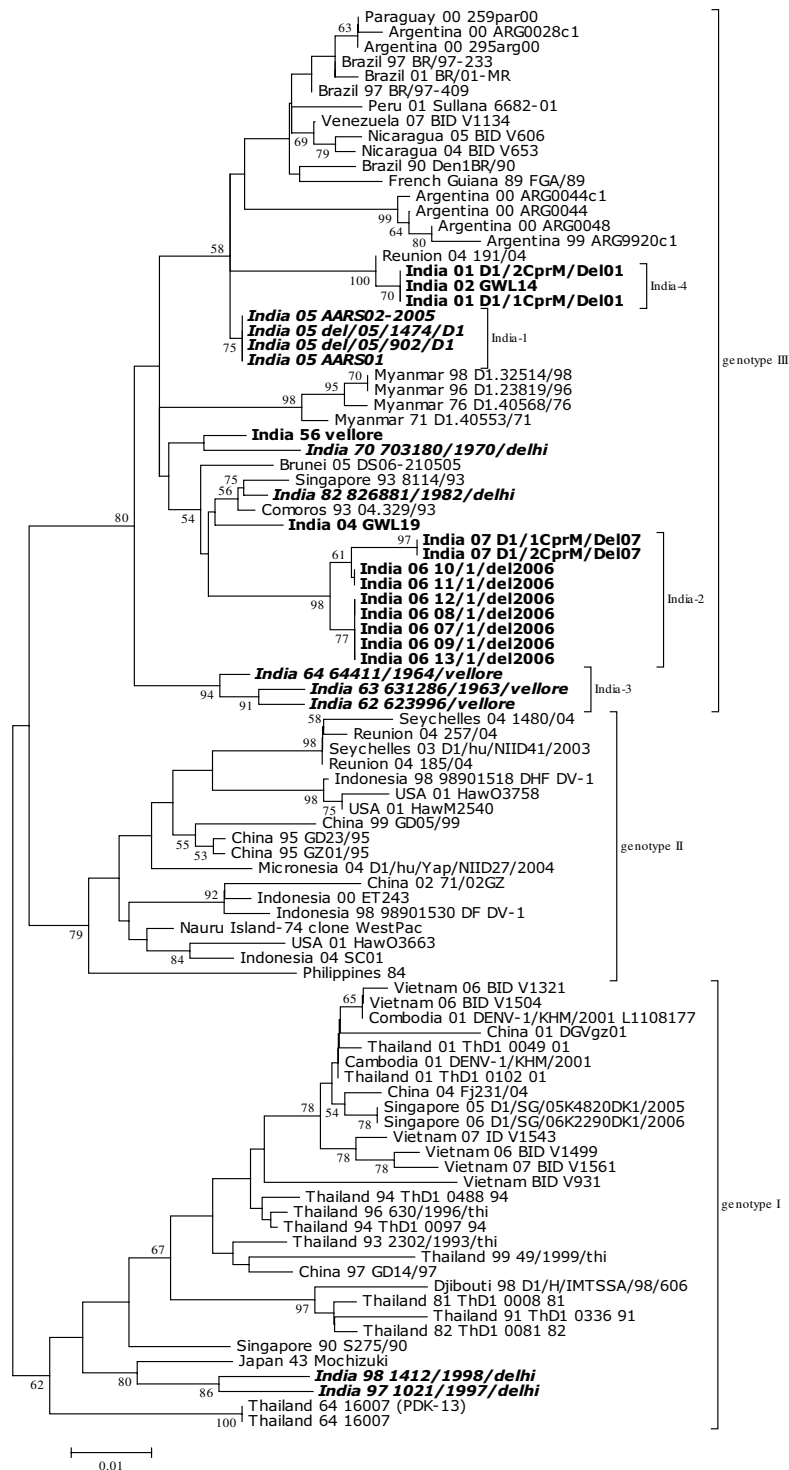 Paraguay 00 259par00
63
Argentina 00 ARG0028c1
Argentina 00 295arg00
Brazil 97 BR/97-233
Brazil 01 BR/01-MR
Brazil 97 BR/97-409
Peru 01 Sullana 6682-01
Venezuela 07 BID V1134
69
Nicaragua 05 BID V606
79
Nicaragua 04 BID V653
Brazil 90 Den1BR/90
French Guiana 89 FGA/89
Argentina 00 ARG0044c1
99
Argentina 00 ARG0044
64
Argentina 00 ARG0048
80
Argentina 99 ARG9920c1
58
Reunion 04 191/04
100
India 01 D1/2CprM/Del01
India 02 GWL14
India-4
70
India 01 D1/1CprM/Del01
India 05 AARS02-2005
India 05 del/05/1474/D1
India-1
75
India 05 del/05/902/D1
India 05 AARS01
genotype III
70
Myanmar 98 D1.32514/98
95
Myanmar 96 D1.23819/96
98
Myanmar 76 D1.40568/76
Myanmar 71 D1.40553/71
India 56 vellore
India 70 703180/1970/delhi
Brunei 05 DS06-210505
75
Singapore 93 8114/93
56
India 82 826881/1982/delhi
Comoros 93 04.329/93
80
54
India 04 GWL19
97
India 07 D1/1CprM/Del07
61
India 07 D1/2CprM/Del07
India 06 10/1/del2006
India 06 11/1/del2006
98
India 06 12/1/del2006
India-2
India 06 08/1/del2006
77
India 06 07/1/del2006
India 06 09/1/del2006
India 06 13/1/del2006
India 64 64411/1964/vellore
94
India 63 631286/1963/vellore
India-3
91
India 62 623996/vellore
58
Seychelles 04 1480/04
Reunion 04 257/04
98
Seychelles 03 D1/hu/NIID41/2003
Reunion 04 185/04
Indonesia 98 98901518 DHF DV-1
98
USA 01 HawO3758
75
USA 01 HawM2540
China 99 GD05/99
55
China 95 GD23/95
53
China 95 GZ01/95
genotype II
Micronesia 04 D1/hu/Yap/NIID27/2004
China 02 71/02GZ
92
Indonesia 00 ET243
Indonesia 98 98901530 DF DV-1
Nauru Island-74 clone WestPac
79
USA 01 HawO3663
84
Indonesia 04 SC01
Philippines 84
Vietnam 06 BID V1321
65
Vietnam 06 BID V1504
Combodia 01 DENV-1/KHM/2001 L1108177
China 01 DGVgz01
Thailand 01 ThD1 0049 01
Cambodia 01 DENV-1/KHM/2001
Thailand 01 ThD1 0102 01
China 04 Fj231/04
78
54
Singapore 05 D1/SG/05K4820DK1/2005
78
Singapore 06 D1/SG/06K2290DK1/2006
Vietnam 07 ID V1543
78
Vietnam 06 BID V1499
78
Vietnam 07 BID V1561
Vietnam BID V931
Thailand 94 ThD1 0488 94
genotype I
Thailand 96 630/1996/thi
Thailand 94 ThD1 0097 94
Thailand 93 2302/1993/thi
67
Thailand 99 49/1999/thi
China 97 GD14/97
Djibouti 98 D1/H/IMTSSA/98/606
97
Thailand 81 ThD1 0008 81
Thailand 91 ThD1 0336 91
Thailand 82 ThD1 0081 82
Singapore 90 S275/90
Japan 43 Mochizuki
80
India 98 1412/1998/delhi
62
86
India 97 1021/1997/delhi
Thailand 64 16007 (PDK-13)
100
Thailand 64 16007
0.01